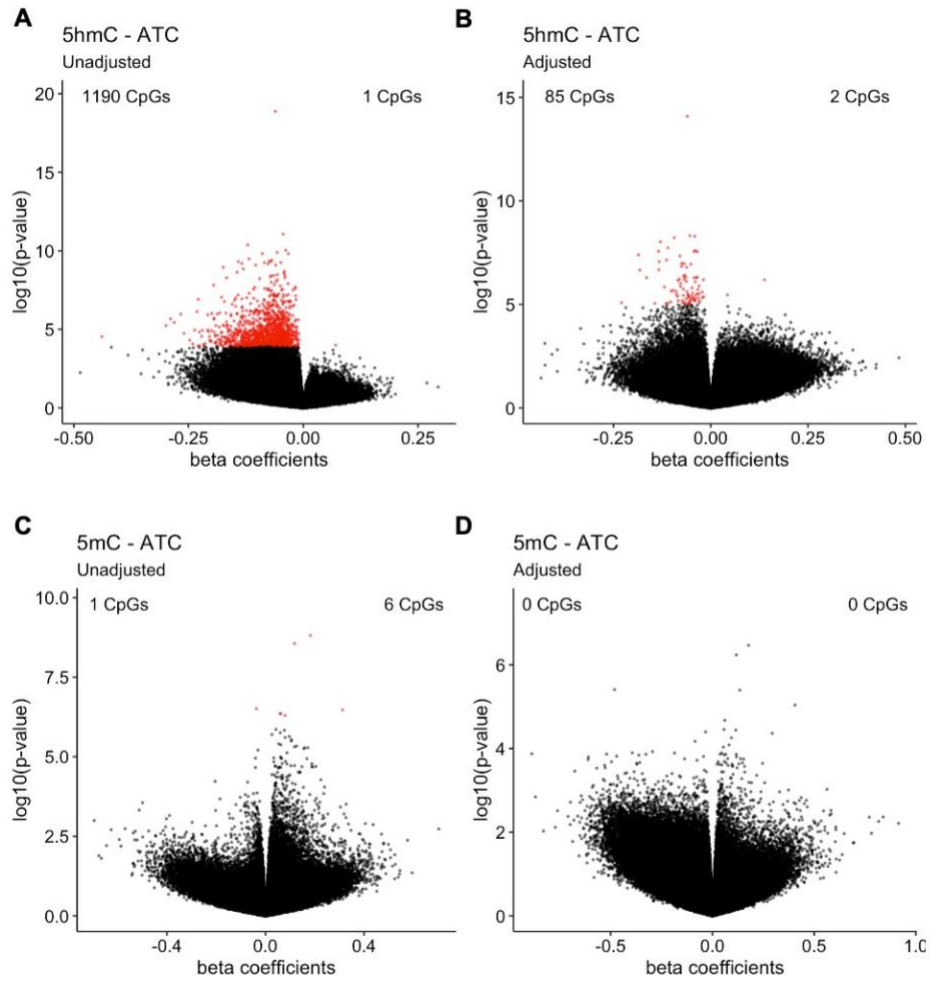 A
5hmC - ATC
Unadjusted
1190 CpGs
1 CpGs
20
15
10
5
0
-0.50
-0.25
0.00
0.25
beta coefficients
log10(p-value)
B
5hmC - ATC
Adjusted
85 CpGs
2 CpGs
15
10
5
0
-0.25
0.00
0.25
0.50
beta coefficients
log10(p-value)
C
5mC - ATC
Unadjusted
1 CpGs
6 CpGs
10.0
7.5
5.0
2.5
0.0
-0.4
0.0
0.4
beta coefficients
log10(p-value)
D
5mC - ATC
Adjusted
0 CpGs
0 CpGs
6
4
2
0
-0.5
0.0
0.5
1.0
beta coefficients
log10(p-value)